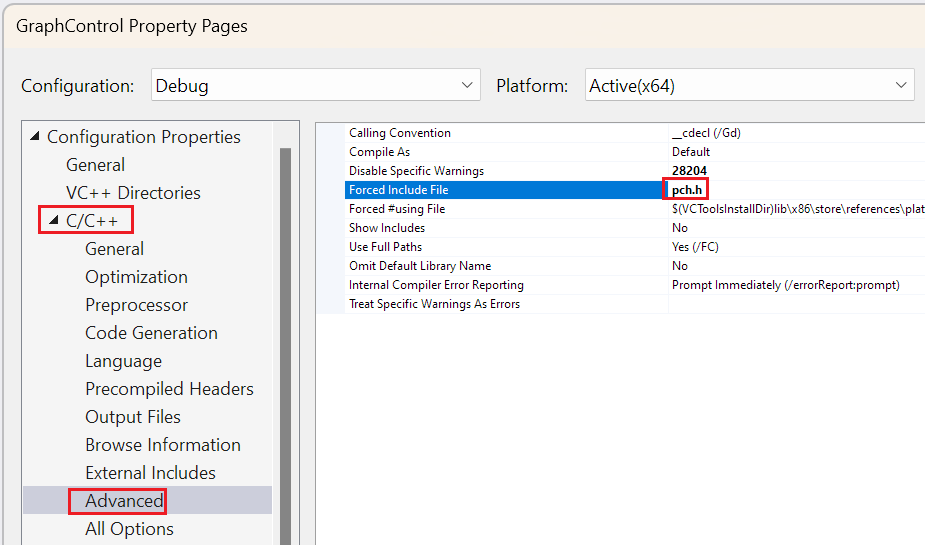 GraphControl Property Pages
Configuration: Debug Platform: Active(x64)
Configuration Properties
General
VC++ Directories
C/C++
General
Optimization
Preprocessor
Code Generation
Language
Precompiled Headers
Output Files
Browse Information
External Includes
Advanced
All Options
Calling Convention __cdecl (/Gd)
Compile As Default
Disable Specific Warnings 28204
Forced Include File pch.h
Forced #using File $(VCToolsInstallDir)lib\x86\store\references\plat
Show Includes No
Use Full Paths Yes (/FC)
Omit Default Library Name No
Internal Compiler Error Reporting Prompt Immediately (/errorReport:prompt)
Treat Specific Warnings As Errors